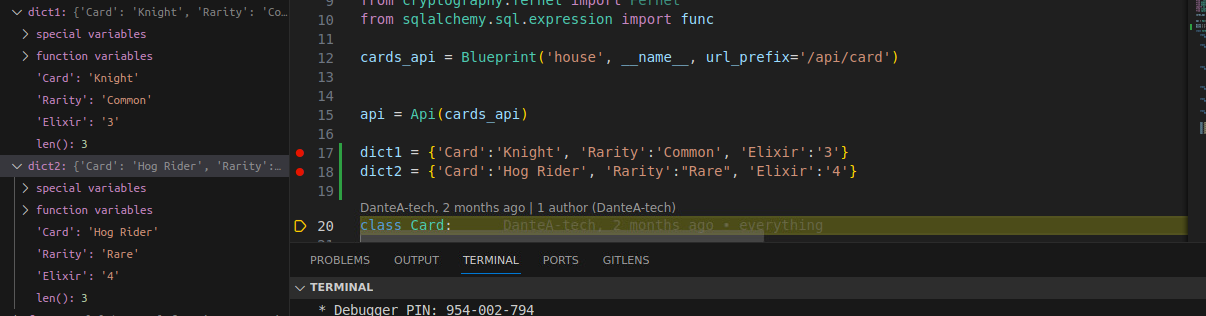 dict1: {'Card': 'Knight', 'Rarity': 'Co...
special variables
function variables
'Card': 'Knight'
'Rarity': 'Common'
'Elixir': '3'
len(): 3
dict2: {'Card': 'Hog Rider', 'Rarity':...
special variables
function variables
'Card': 'Hog Rider'
'Rarity': 'Rare'
'Elixir': '4'
len(): 3
9 from cryptography.fernet import Fernet
10 from sqlalchemy.sql.expression import func
11
12 cards_api = Blueprint('house', __name__, url_prefix='/api/card')
13
14
15 api = Api(cards_api)
16
17 dict1 = {'Card':'Knight', 'Rarity':'Common', 'Elixir':'3'}
18 dict2 = {'Card':'Hog Rider', 'Rarity':"Rare", 'Elixir':'4'}
19
DanteA-tech, 2 months ago | 1 author (DanteA-tech)
20 class Card: DanteA-tech, 2 months ago • everything
PROBLEMS OUTPUT TERMINAL PORTS GITLENS
TERMINAL
* Debugger PIN: 954-002-794